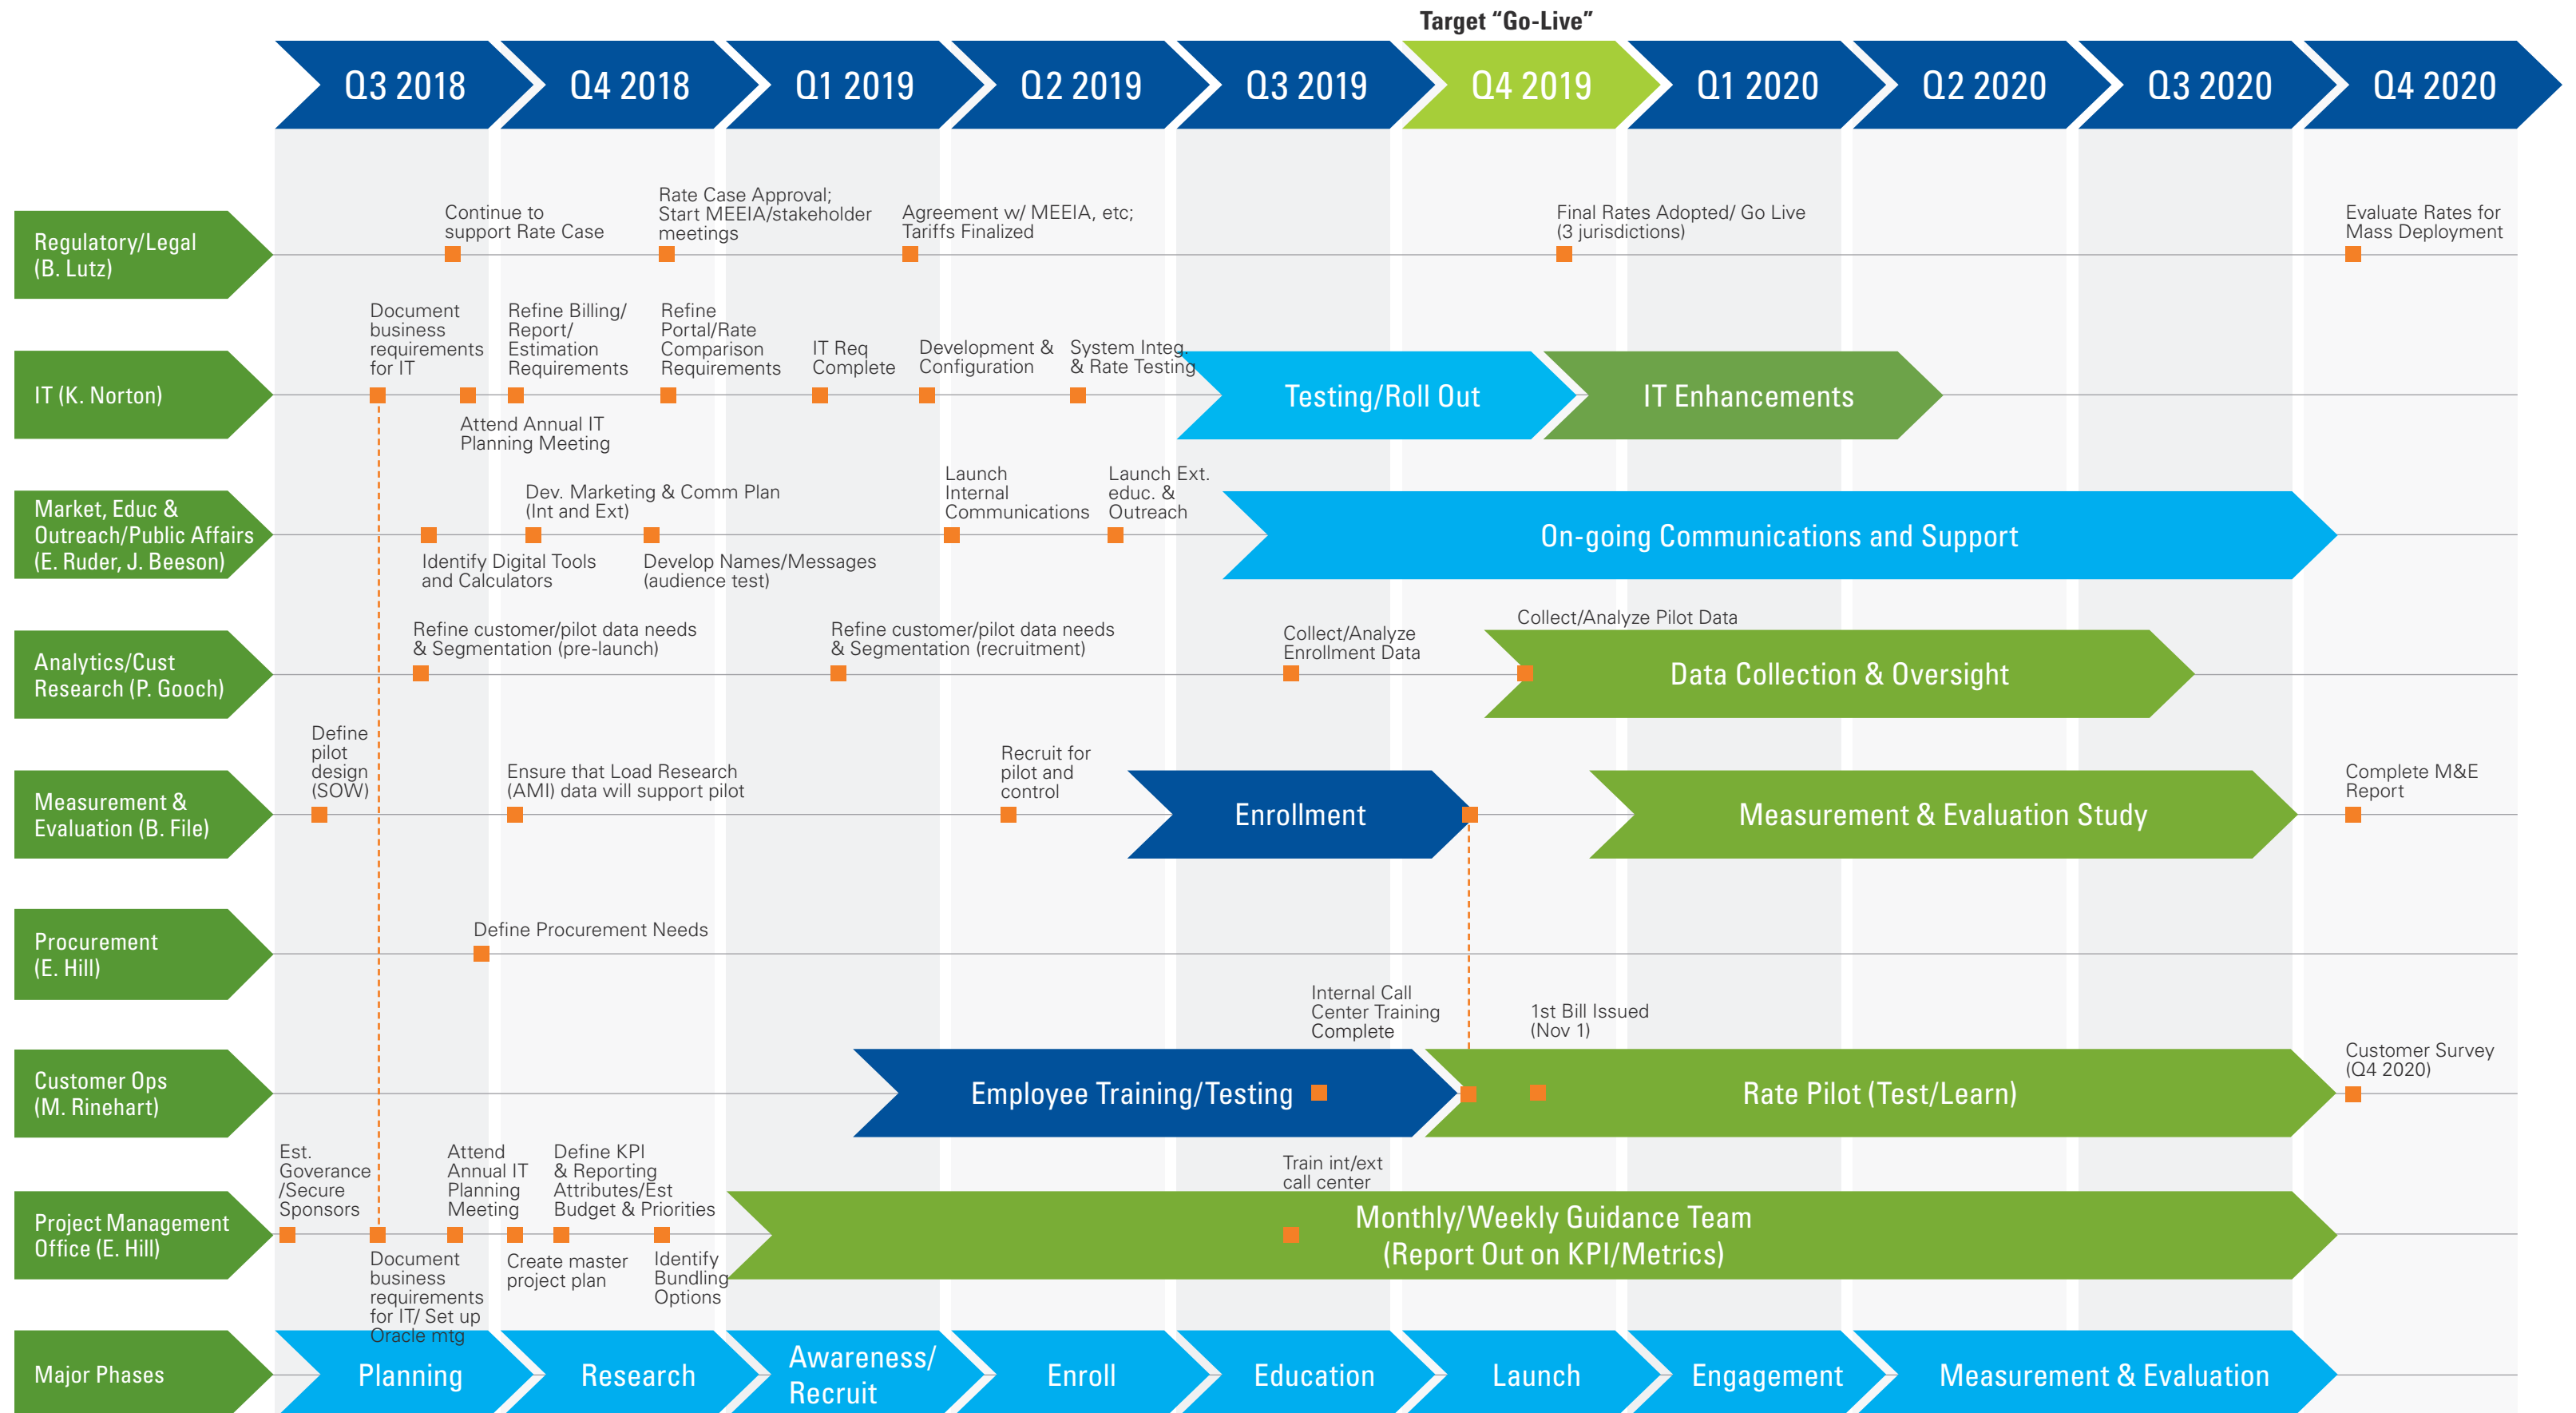 Target “Go-Live”
Q3 2018
Q4 2018
Q1 2019
Q2 2019
Q3 2019
Q4 2019
Q1 2020
Q2 2020
Q3 2020
Q4 2020
Regulatory/Legal
(B. Lutz)
Continue to
support Rate Case
Rate Case Approval;
Start MEEIA/stakeholder
meetings
Agreement w/ MEEIA, etc;
Tariffs Finalized
Final Rates Adopted/ Go Live
(3 jurisdictions)
Evaluate Rates for
Mass Deployment
IT (K. Norton)
Document
business
requirements
for IT
Attend Annual IT
Planning Meeting
Refine Billing/
Report/
Estimation
Requirements
Refine
Portal/Rate
Comparison
Requirements
IT Req
Complete
Development &
Configuration
System Integ.
& Rate Testing
Testing/Roll Out
IT Enhancements
Market, Educ &
Outreach/Public Affairs
(E. Ruder, J. Beeson)
Identify Digital Tools
and Calculators
Dev. Marketing & Comm Plan
(Int and Ext)
Develop Names/Messages
(audience test)
Launch
Internal
Communications
Launch Ext.
educ. &
Outreach
On-going Communications and Support
Analytics/Cust
Research (P. Gooch)
Refine customer/pilot data needs
& Segmentation (pre-launch)
Refine customer/pilot data needs
& Segmentation (recruitment)
Collect/Analyze
Enrollment Data
Collect/Analyze Pilot Data
Data Collection & Oversight
Measurement &
Evaluation (B. File)
Define
pilot
design
(SOW)
Ensure that Load Research
(AMI) data will support pilot
Recruit for
pilot and
control
Enrollment
Measurement & Evaluation Study
Complete M&E
Report
Procurement
(E. Hill)
Define Procurement Needs
Customer Ops
(M. Rinehart)
Employee Training/Testing
Internal Call
Center Training
Complete
1st Bill Issued
(Nov 1)
Rate Pilot (Test/Learn)
Customer Survey
(Q4 2020)
Project Management
Office (E. Hill)
Est.
Goverance
/Secure
Sponsors
Document
business
requirements
for IT/ Set up
Oracle mtg
Attend
Annual IT
Planning
Meeting
Create master
project plan
Define KPI
& Reporting
Attributes/Est
Budget & Priorities
Identify
Bundling
Options
Train int/ext
call center
Monthly/Weekly Guidance Team
(Report Out on KPI/Metrics)
Major Phases
Planning
Research
Awareness/
Recruit
Enroll
Education
Launch
Engagement
Measurement & Evaluation